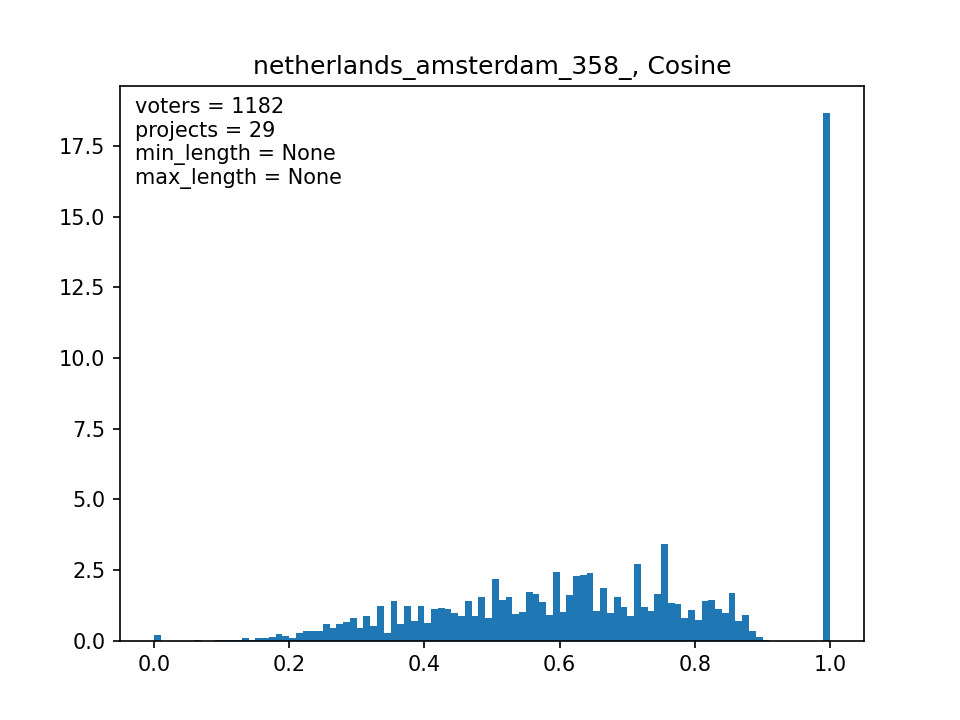 netherlands_amsterdam_358_, Cosine
voters = 1182
projects = 29
min_length = None
max_length = None
17.5
15.0
12.5
10.0
7.5
5.0
2.5
0.0
0.0 0.2 0.4 0.6 0.8 1.0